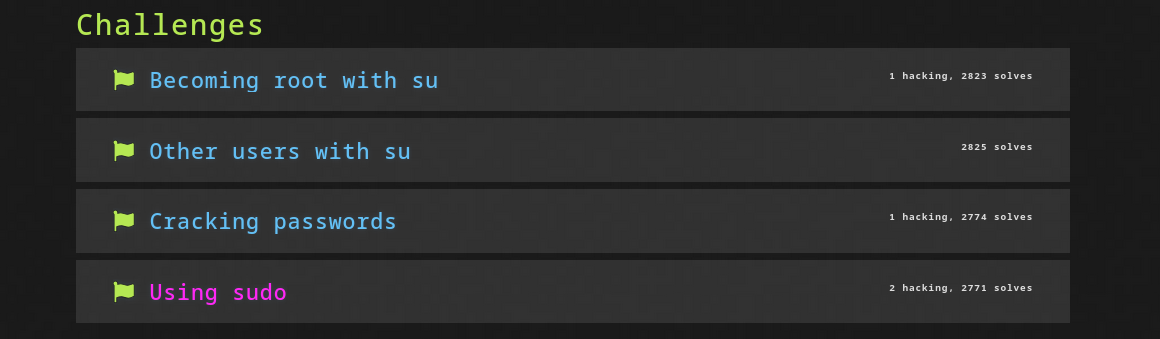 Challenges
Becoming root with su
1 hacking, 2823 solves
Other users with su
2825 solves
Cracking passwords
1 hacking, 2774 solves
Using sudo
2 hacking, 2771 solves